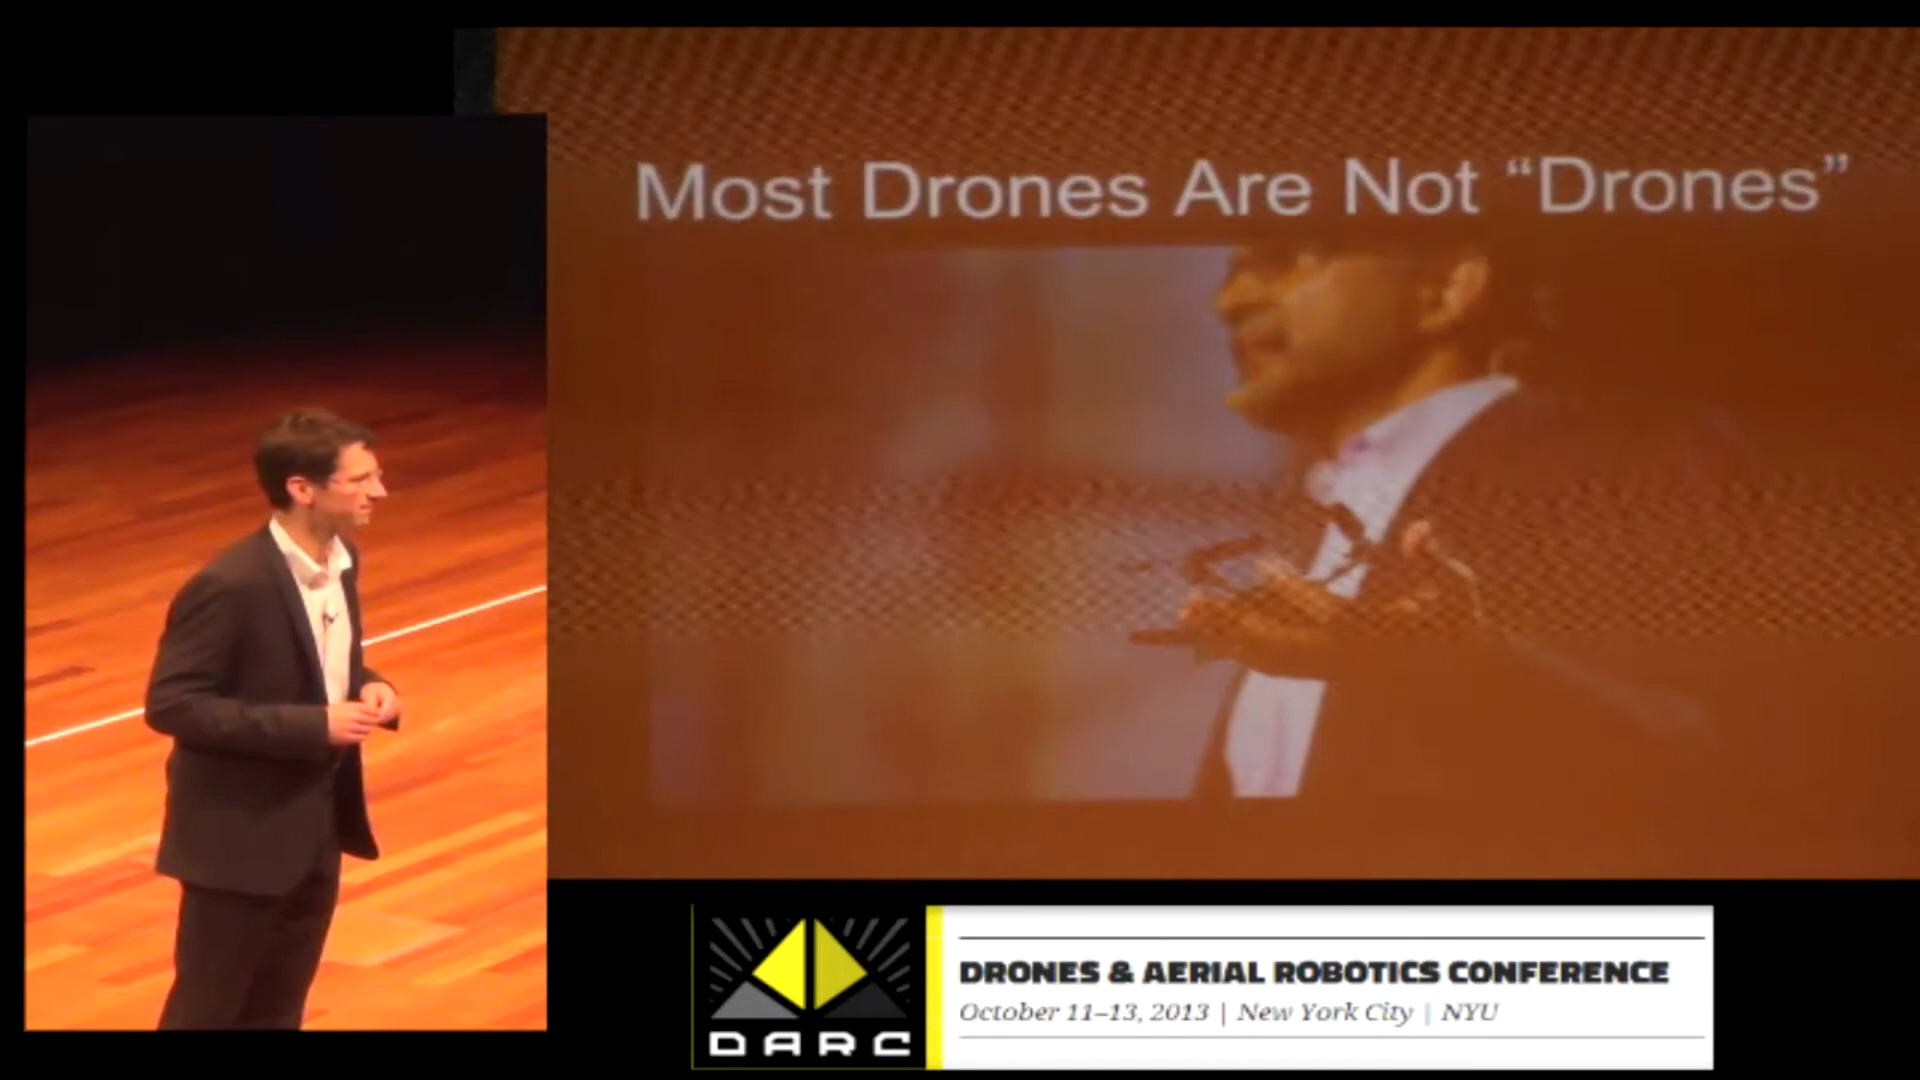 Most Drones Are Not “Drones”
DARC
DRONES & AERIAL ROBOTICS CONFERENCE
October 11–13, 2013 | New York City | NYU